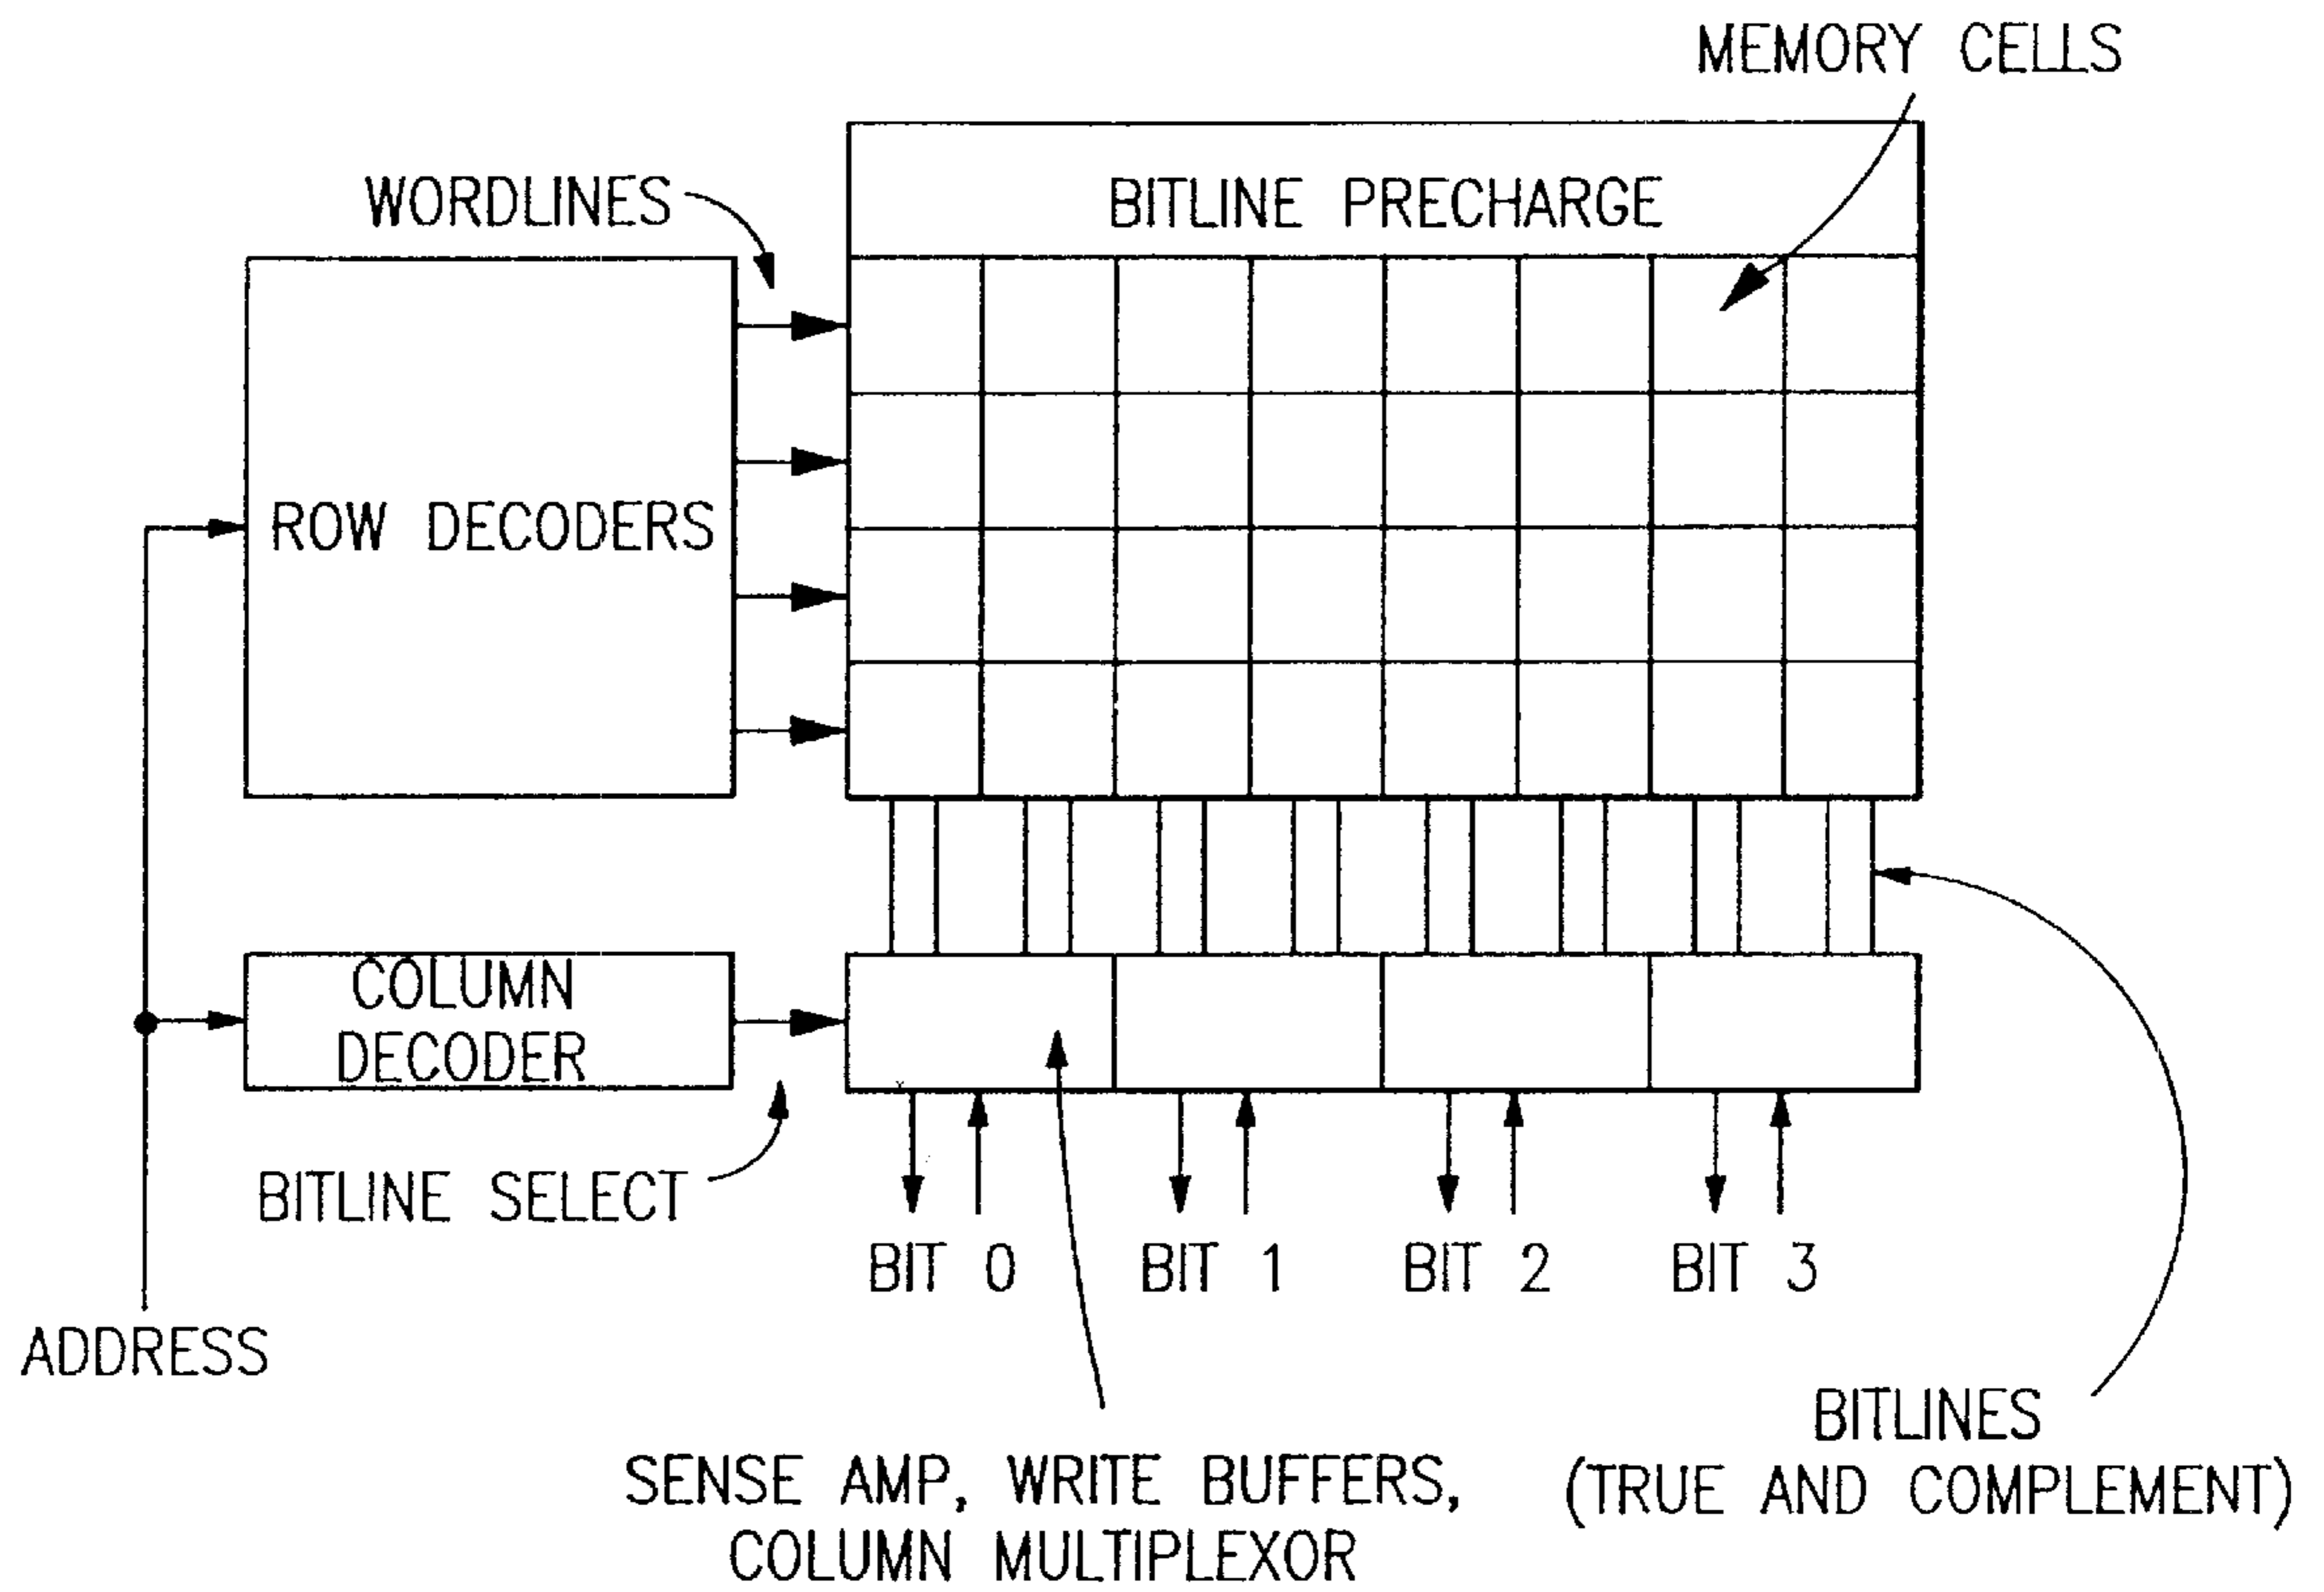 MEMORY CELLS
WORDLINES
BITLINE PRECHARGE
ROW DECODERS
COLUMN
DECODER
BITLINE SELECT
BIT 0
BIT 1
BIT 2
BIT 3
ADDRESS
BITLINES
(TRUE AND COMPLEMENT)
SENSE AMP, WRITE BUFFERS,
COLUMN MULTIPLEXOR